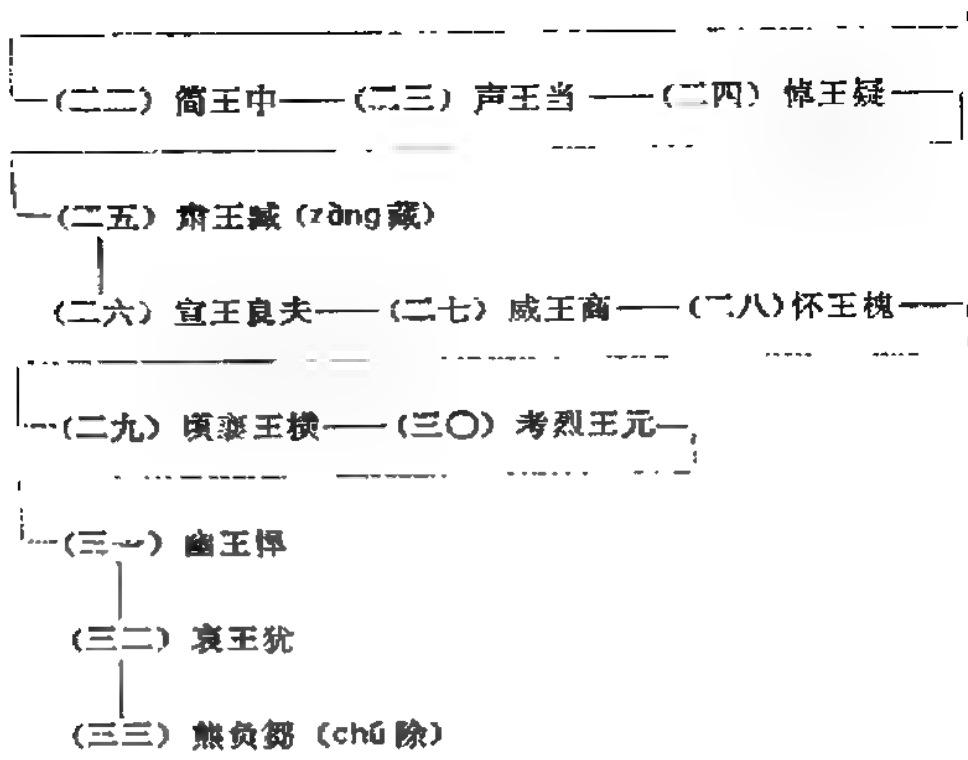 (二二) 简王中——(二三) 声王当——(二四) 悼王疑
(二五) 肃王臧 (zāng藏)
(二六) 宣王良夫——(二七) 威王商——(二八) 怀王槐
(二九) 顷襄王横——(三〇) 考烈王元
(三一) 幽王悍
(三二) 哀王犹
(三三) 熊负芻 (chú除)